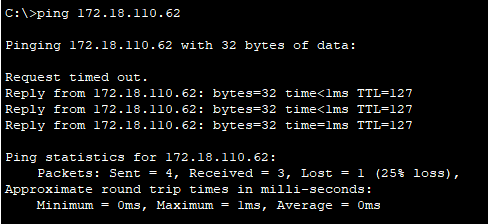 C:\>ping 172.18.110.62
Pinging 172.18.110.62 with 32 bytes of data:
Request timed out.
Reply from 172.18.110.62: bytes=32 time<1ms TTL=127
Reply from 172.18.110.62: bytes=32 time<1ms TTL=127
Reply from 172.18.110.62: bytes=32 time=1ms TTL=127
Ping statistics for 172.18.110.62:
Packets: Sent = 4, Received = 3, Lost = 1 (25% loss),
Approximate round trip times in milli-seconds:
Minimum = 0ms, Maximum = 1ms, Average = 0ms